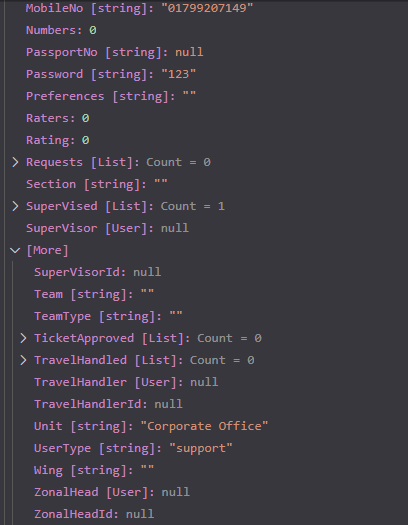 MobileNo [string]: "01799207149"
Numbers: 0
PassportNo [string]: null
Password [string]: "123"
Preferences [string]: ""
Raters: 0
Rating: 0
Requests [List]: Count = 0
Section [string]: ""
SuperVised [List]: Count = 1
SuperVisor [User]: null
[More]
SuperVisorId: null
Team [string]: ""
TeamType [string]: ""
TicketApproved [List]: Count = 0
TravelHandled [List]: Count = 0
TravelHandler [User]: null
TravelHandlerId: null
Unit [string]: "Corporate Office"
UserType [string]: "support"
Wing [string]: ""
ZonalHead [User]: null
ZonalHeadId: null